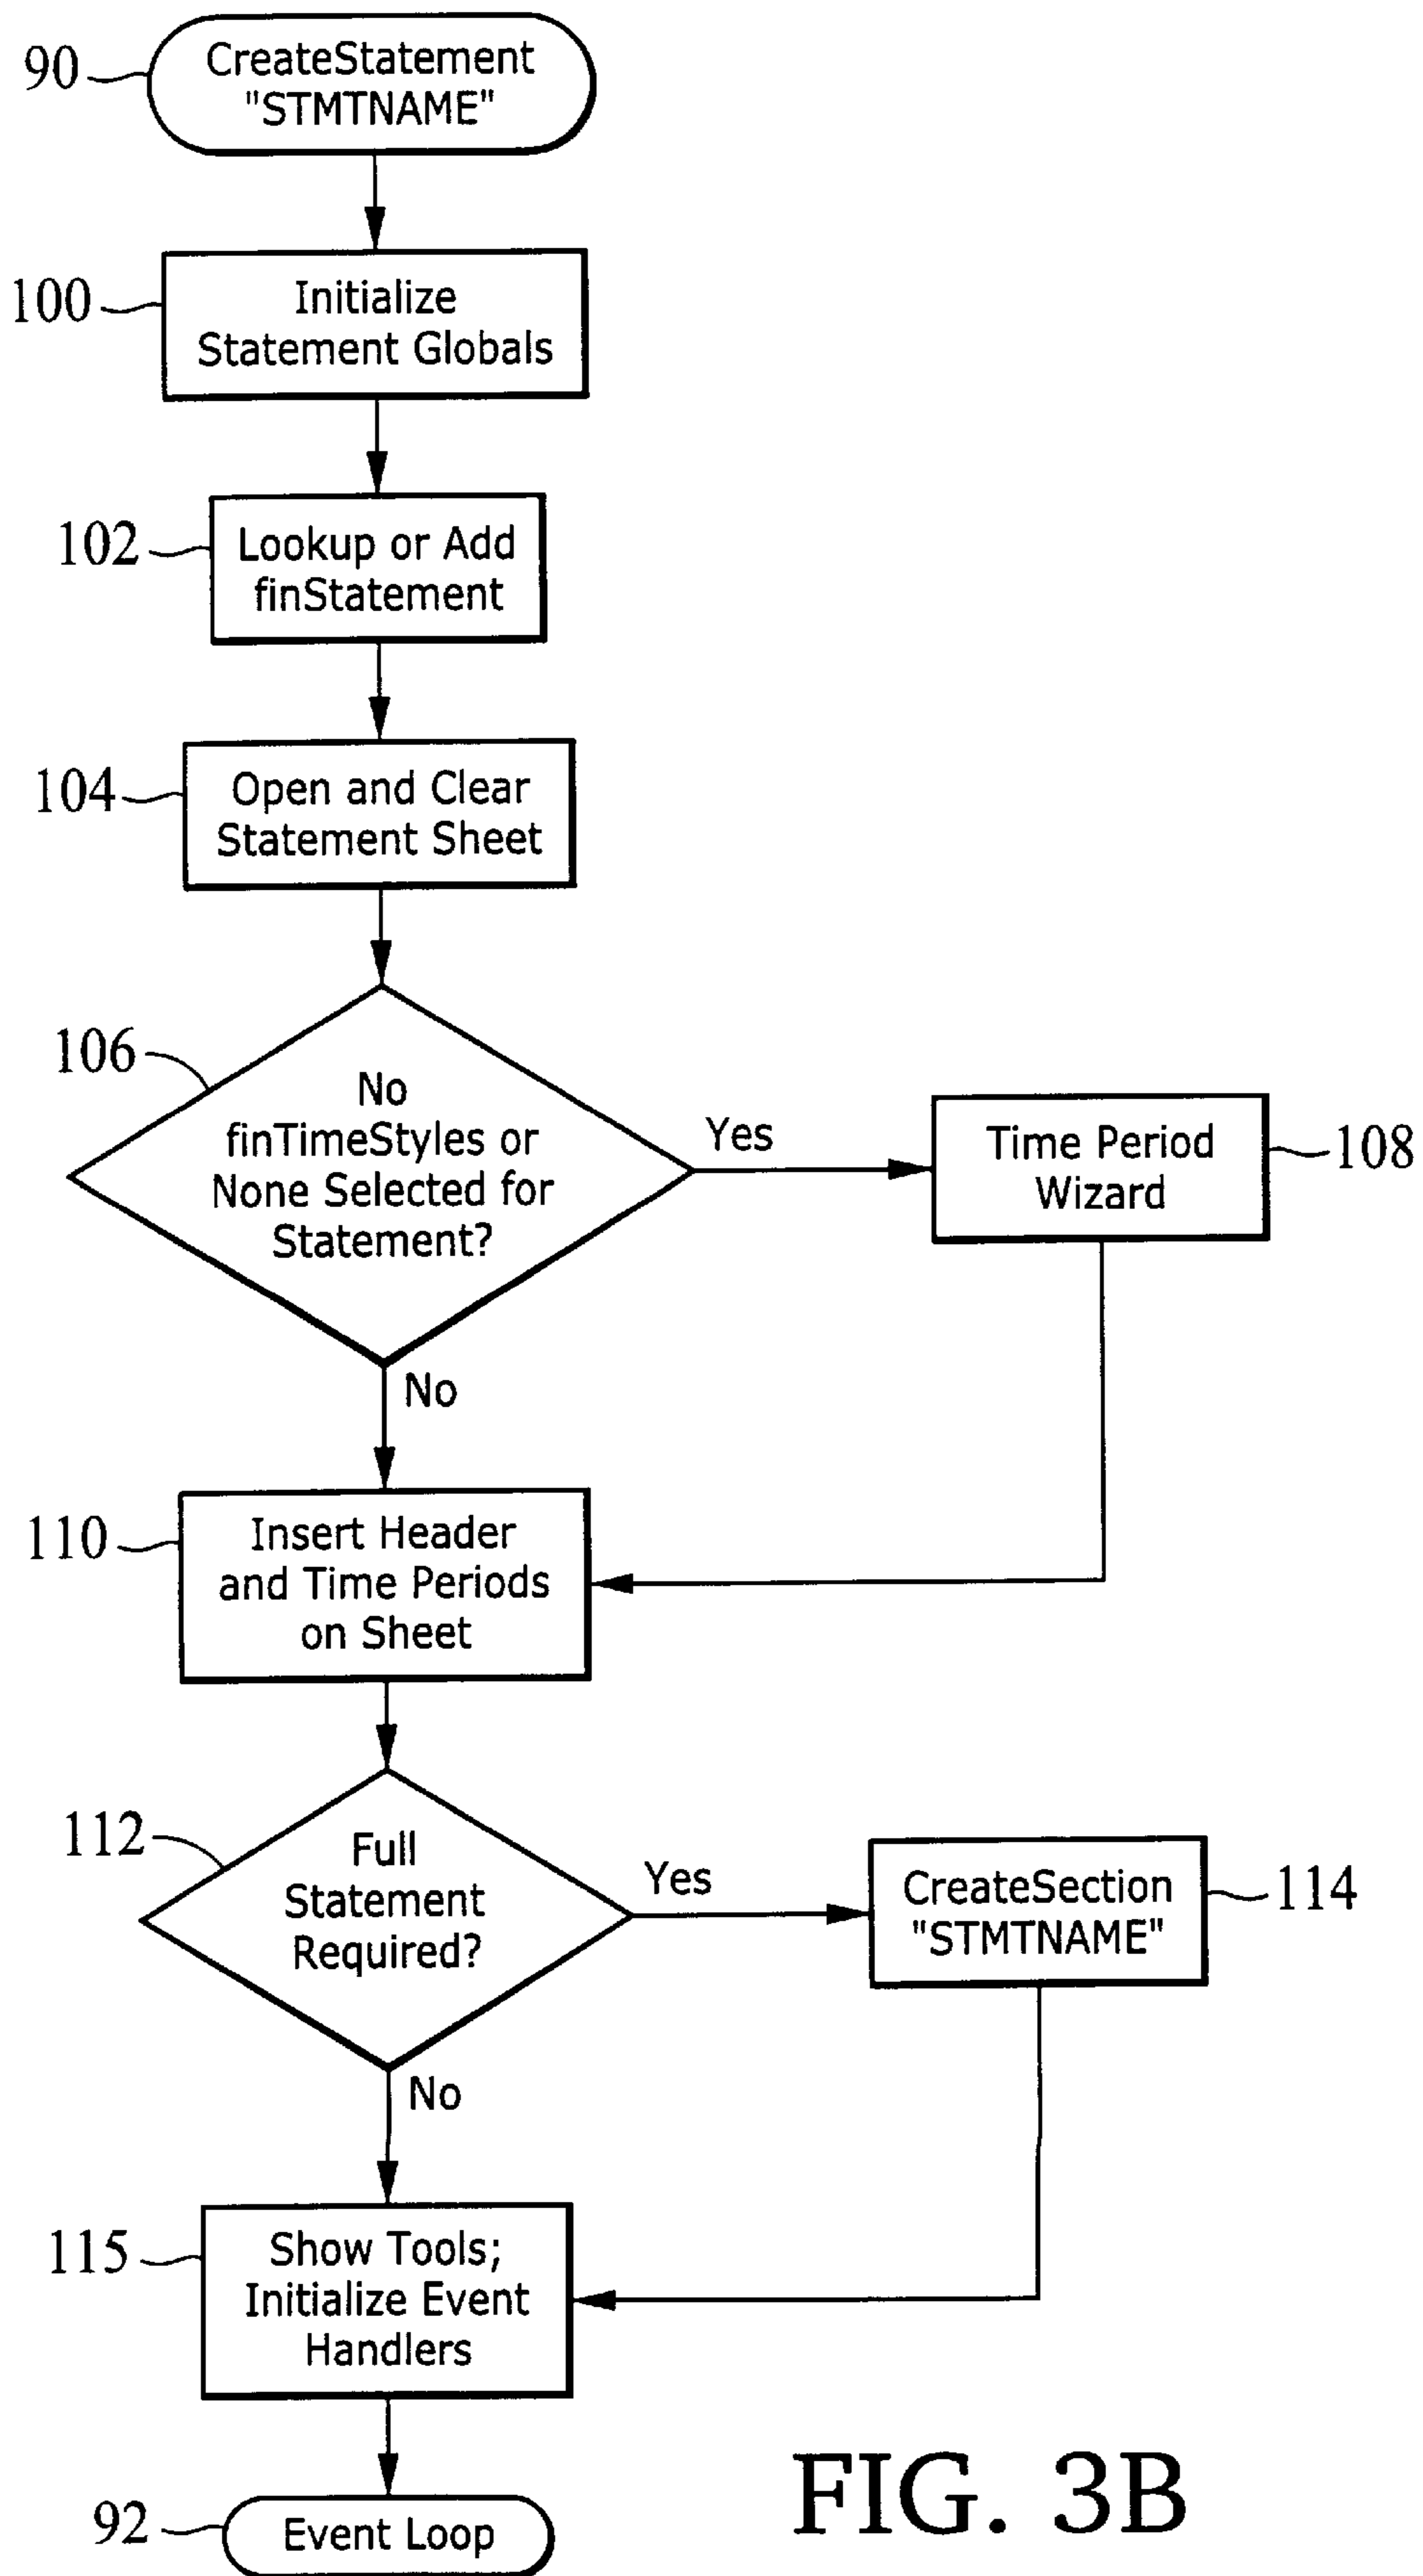 90
CreateStatement
"STMTNAME"
100
Initialize
Statement Globals
102
Lookup or Add
finStatement
104
Open and Clear
Statement Sheet
106
No
finTimeStyles or
None Selected for
Statement?
Yes
Time Period
Wizard
108
No
110
Insert Header
and Time Periods
on Sheet
112
Full
Statement
Required?
Yes
CreateSection
"STMTNAME"
114
No
115
Show Tools;
Initialize Event
Handlers
92
Event Loop
FIG. 3B